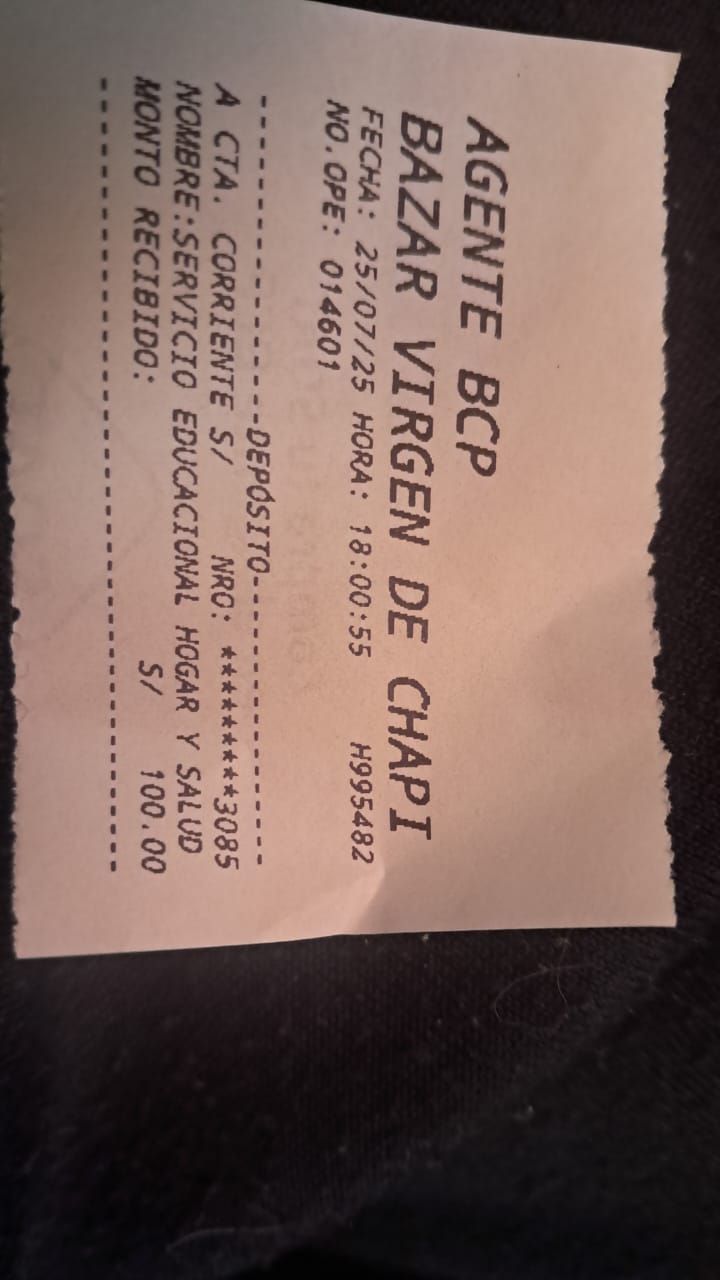 AGENTE BCP
BAZAR VIRGEN DE CHAPI
FECHA: 25/07/25 HORA: 18:00:55 H995482
NO.OPE: 014601
------------------DEPÓSITO------------------
A CTA. CORRIENTE S/ NRO: **********3085
NOMBRE:SERVICIO EDUCACIONAL HOGAR Y SALUD
MONTO RECIBIDO: S/ 100.00